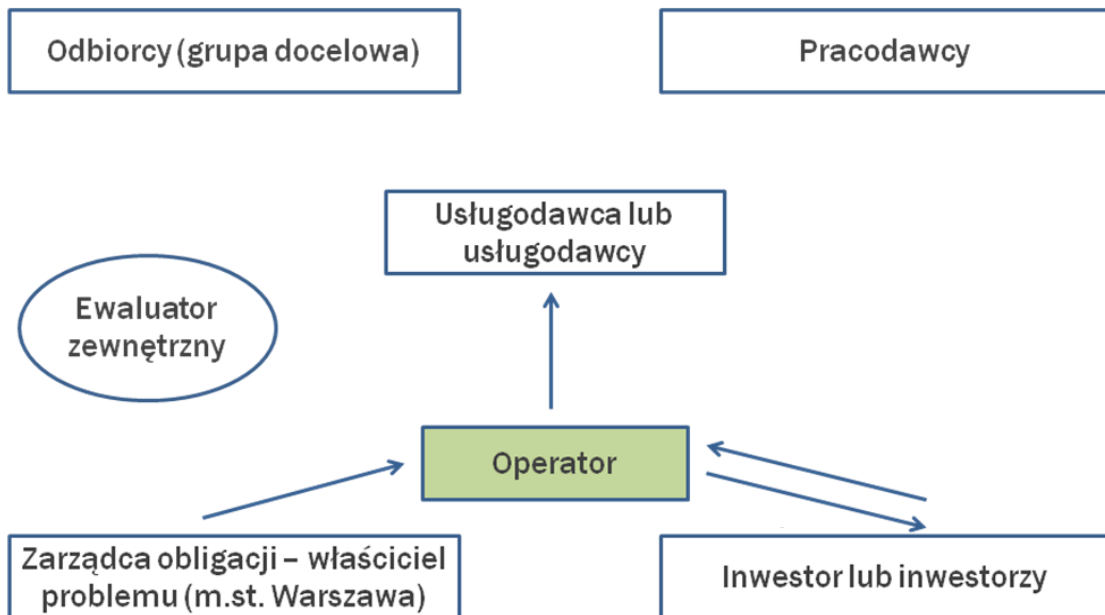 Odbiorcy (grupa docelowa)
Pracodawcy
Usługodawca lub
usługodawcy
Ewaluator
zewnętrzny
Operator
Zarządca obligacji – właściciel
problemu (m.st. Warszawa)
Inwestor lub inwestorzy